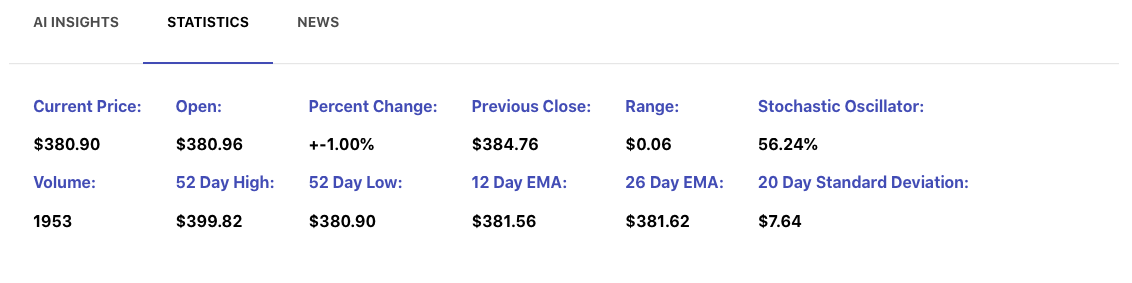 AI INSIGHTS STATISTICS NEWS
Current Price: Open: Percent Change: Previous Close: Range: Stochastic Oscillator:
$380.90 $380.96 +-1.00% $384.76 $0.06 56.24%
Volume: 52 Day High: 52 Day Low: 12 Day EMA: 26 Day EMA: 20 Day Standard Deviation:
1953 $399.82 $380.90 $381.56 $381.62 $7.64